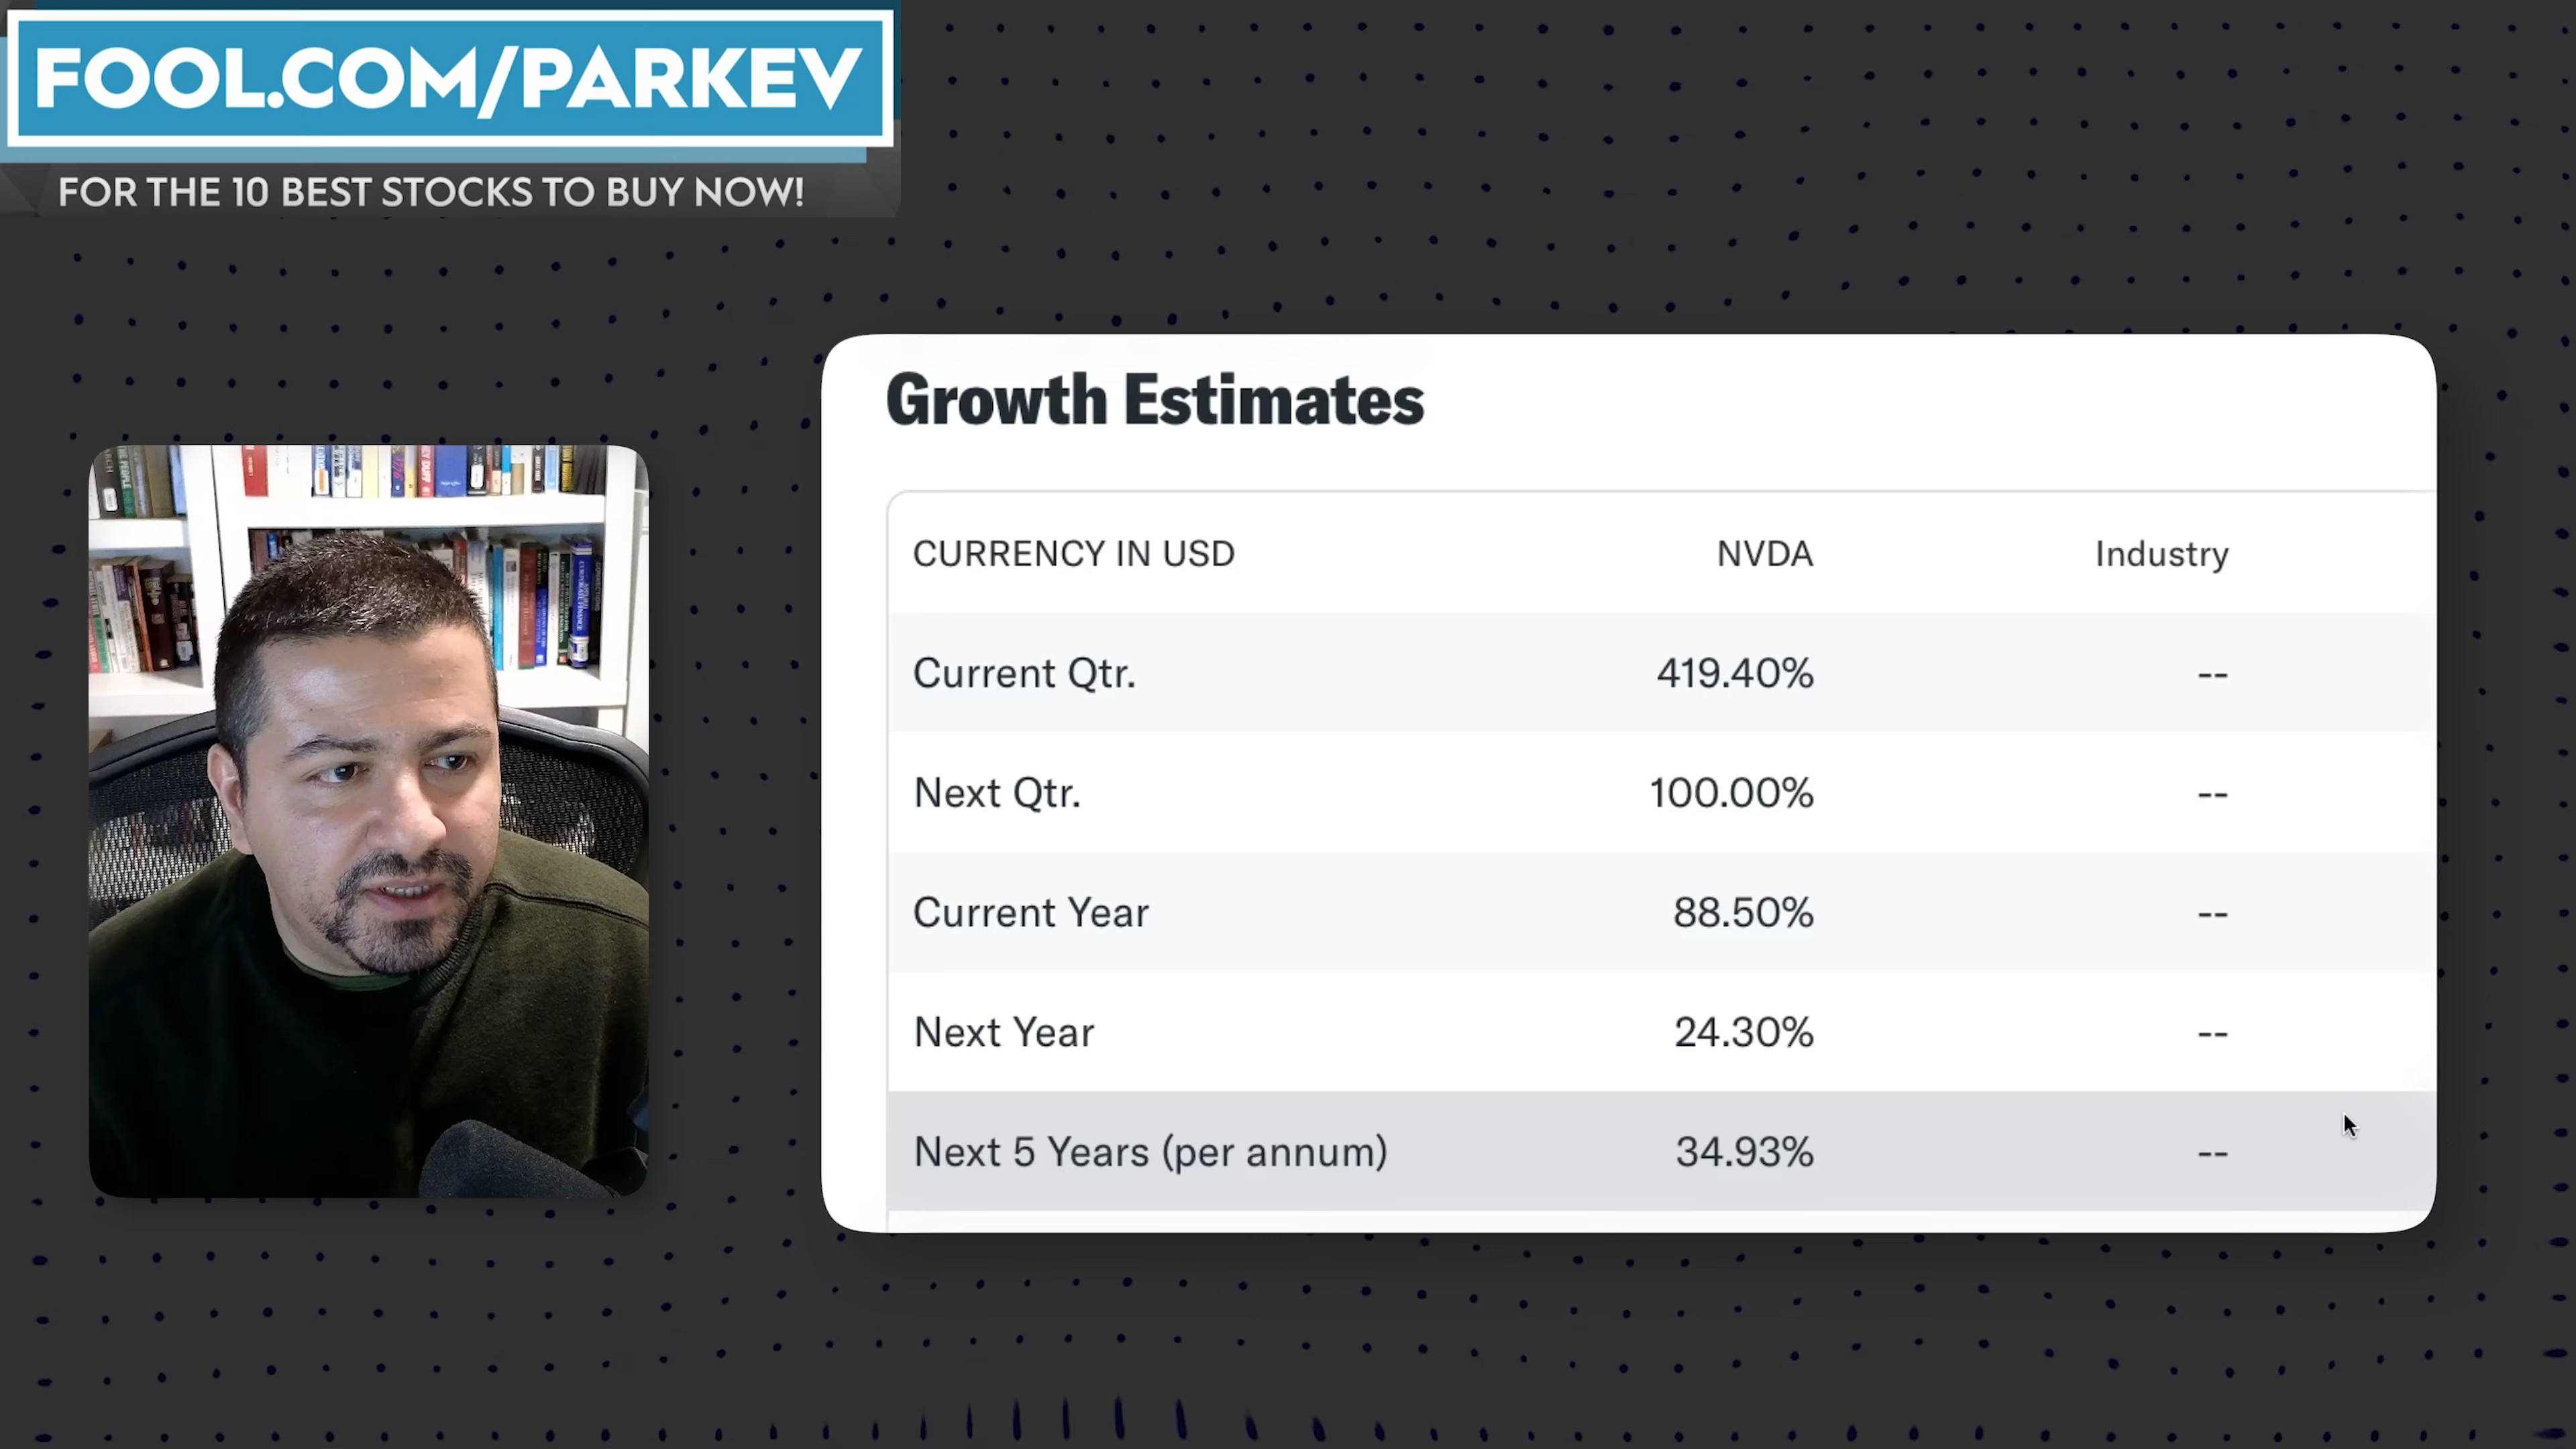 FOOL.COM/PARKEV
FOR THE 10 BEST STOCKS TO BUY NOW!
Growth Estimates
CURRENCY IN USD NVDA Industry
Current Qtr. 419.40% --
Next Qtr. 100.00% --
Current Year 88.50% --
Next Year 24.30% --
Next 5 Years (per annum) 34.93% --